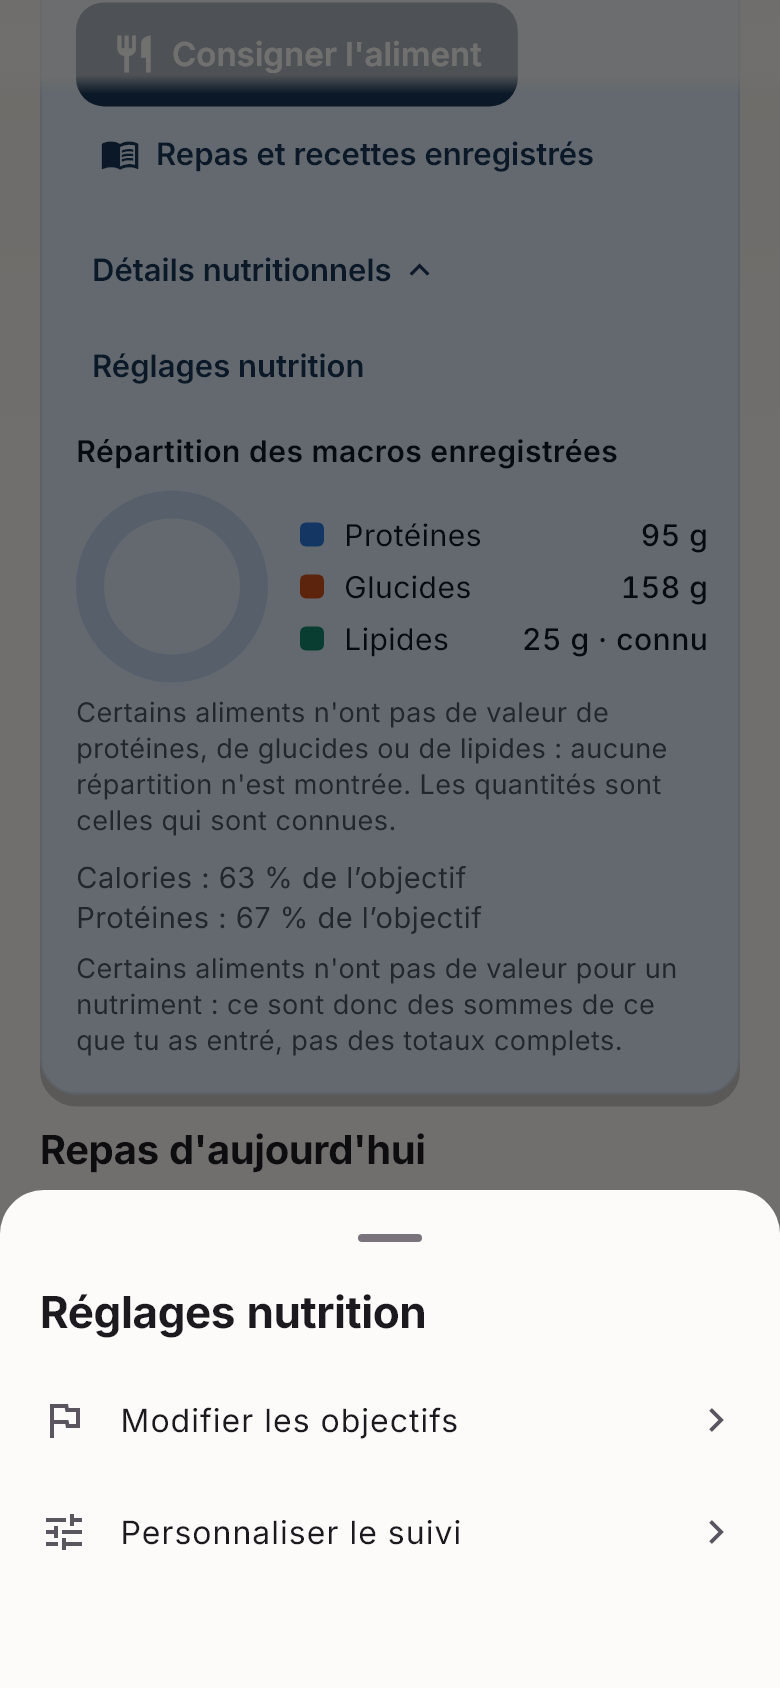 Consigner l'aliment
Repas et recettes enregistrés
Détails nutritionnels
Réglages nutrition
Répartition des macros enregistrées
Protéines 95 g
Glucides 158 g
Lipides 25 g · connu
Certains aliments n'ont pas de valeur de
protéines, de glucides ou de lipides : aucune
répartition n'est montrée. Les quantités sont
celles qui sont connues.
Calories : 63 % de l’objectif
Protéines : 67 % de l’objectif
Certains aliments n'ont pas de valeur pour un
nutriment : ce sont donc des sommes de ce
que tu as entré, pas des totaux complets.
Repas d'aujourd'hui
Réglages nutrition
Modifier les objectifs
Personnaliser le suivi